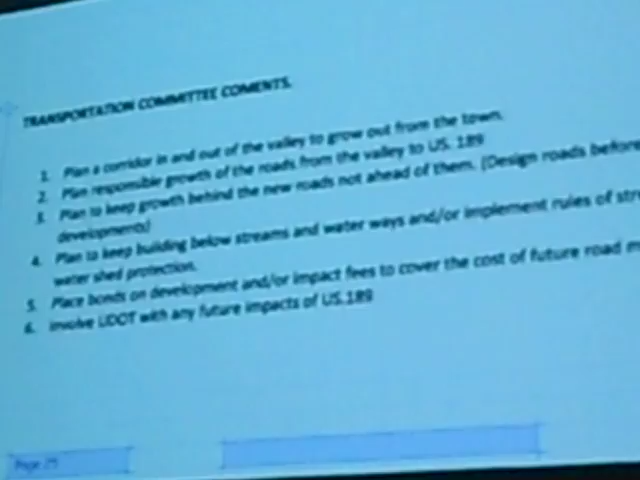 TRANSPORTATION COMMITTEE COMENTS.
1. Plan a corridor in and out of the valley to grow out from the town.
2. Plan responsible growth of the roads from the valley to US. 189
3. Plan to keep growth behind the new roads not ahead of them. (Design roads before
developments)
4. Plan to keep building below streams and water ways and/or implement rules of
water shed protection.
5. Place bonds on development and/or impact fees to cover the cost of future road
6. Involve UDOT with any future impacts of US.189
Page